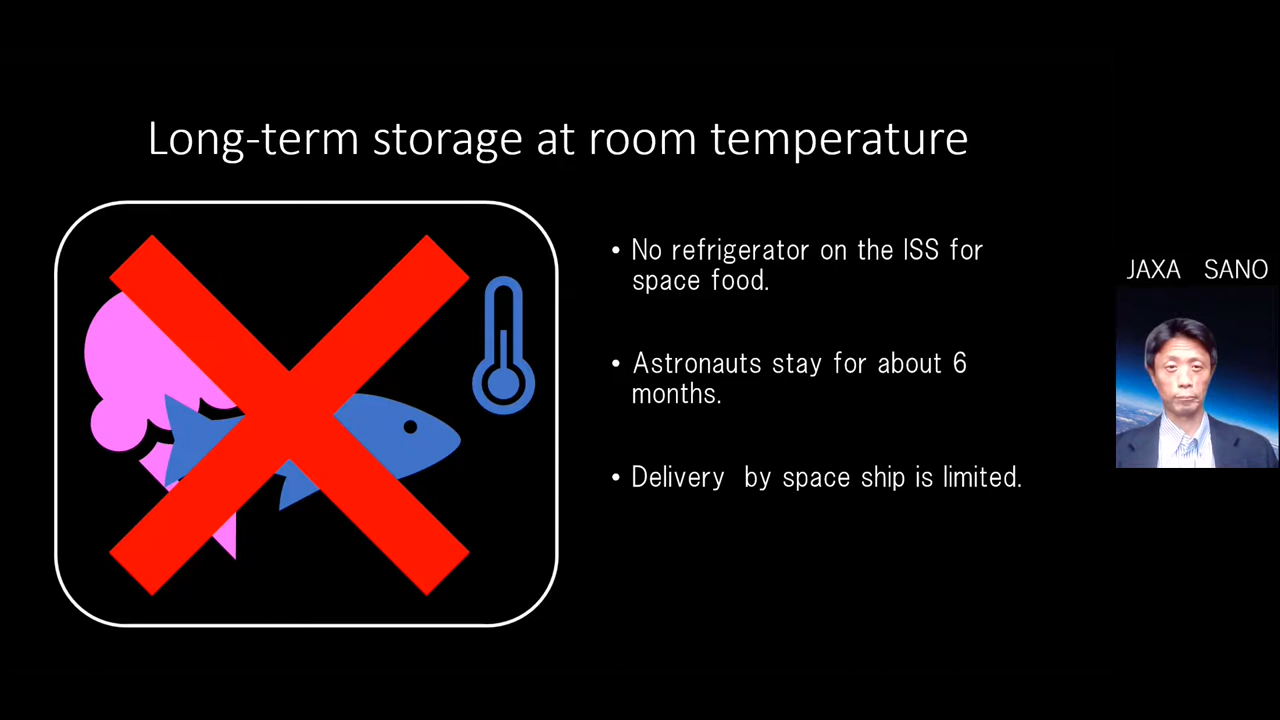 Long-term storage at room temperature
• No refrigerator on the ISS for
space food.
• Astronauts stay for about 6
months.
• Delivery by space ship is limited.
JAXA SANO